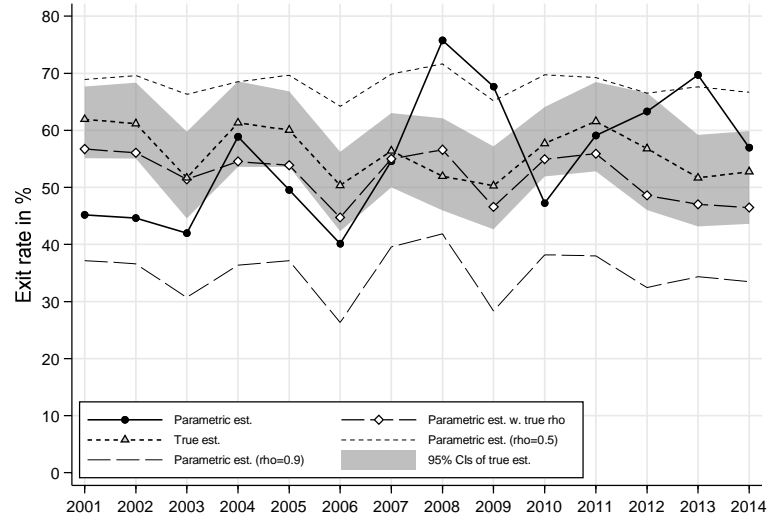 80
70
60
50
40
30
20
10
0
Exit rate in %
Parametric est.
Parametric est. w. true rho
True est.
Parametric est. (rho=0.5)
Parametric est. (rho=0.9)
95% CIs of true est.
2001 2002 2003 2004 2005 2006 2007 2008 2009 2010 2011 2012 2013 2014